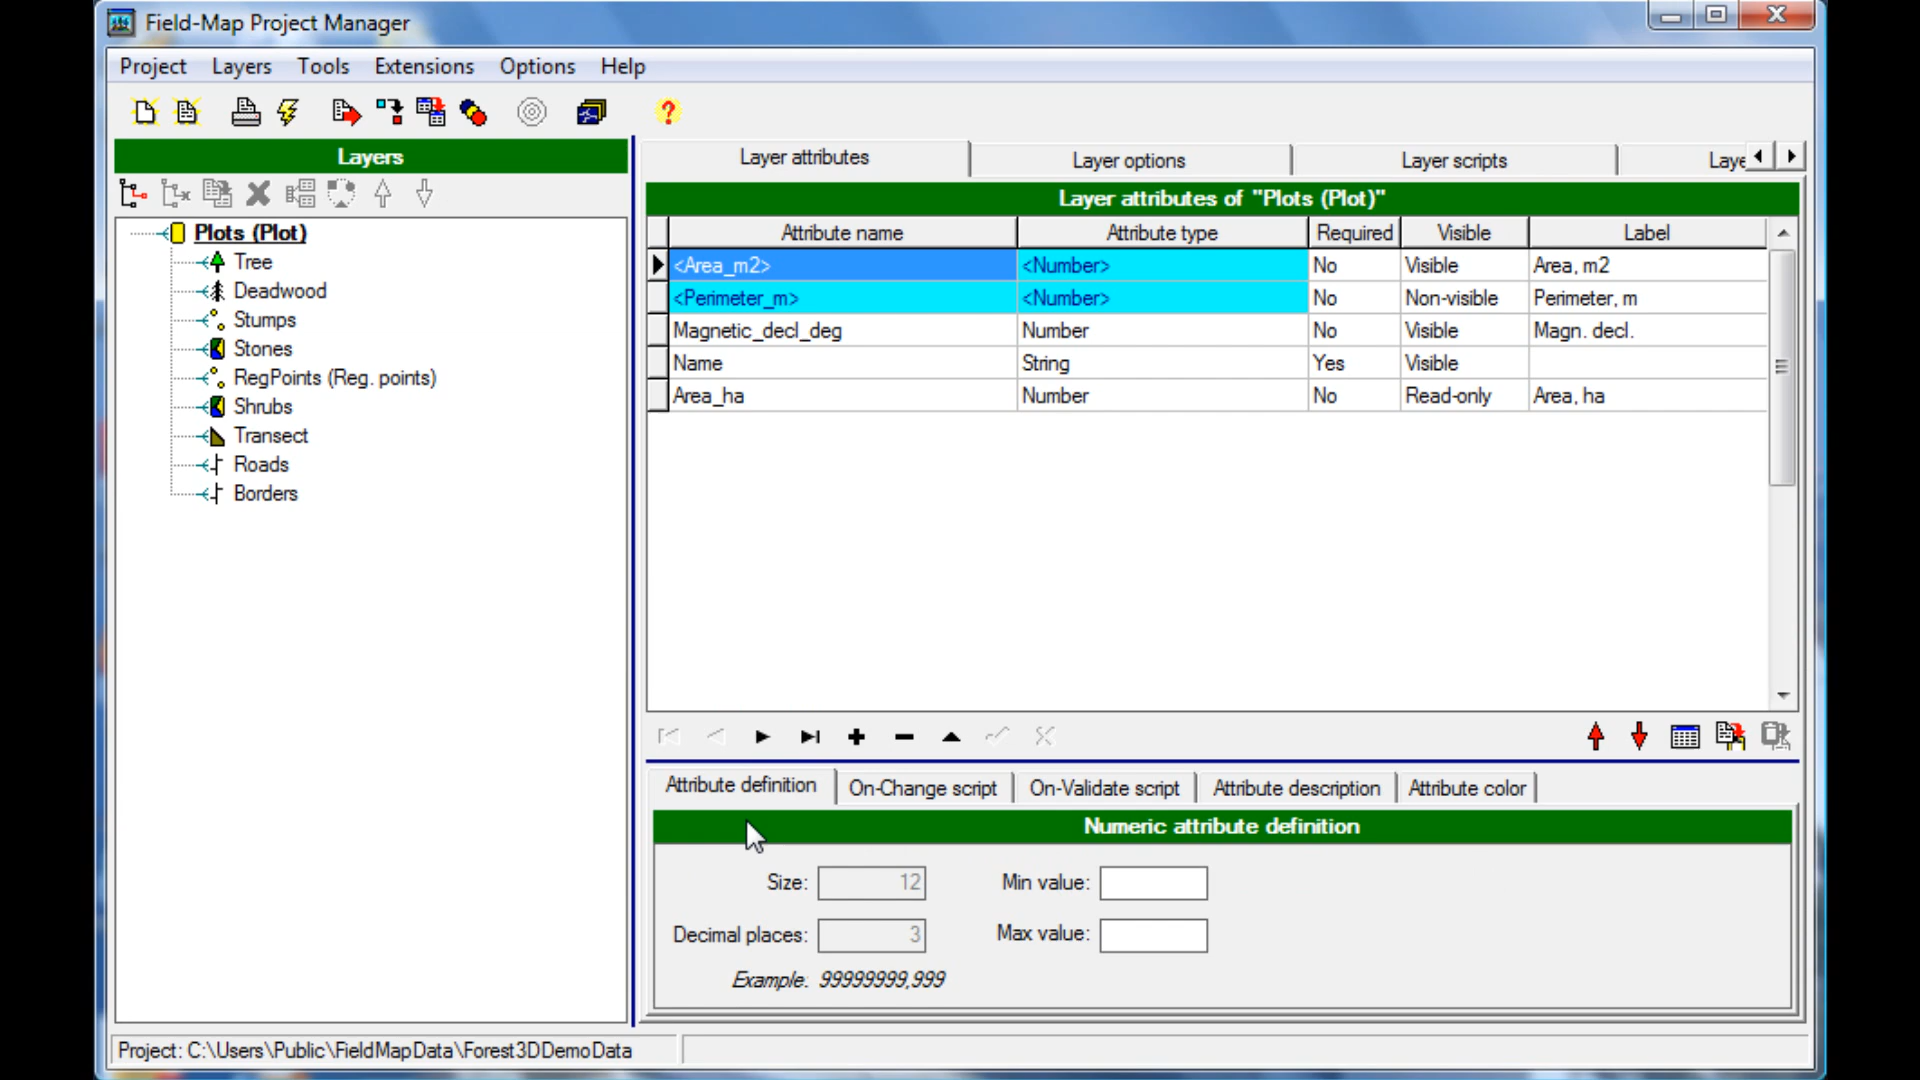 Field-Map Project Manager
Project Layers Tools Extensions Options Help
Layers
Plots (Plot)
Tree
Deadwood
Stumps
Stones
RegPoints (Reg. points)
Shrubs
Transect
Roads
Borders
Layer attributes Layer options Layer scripts Laye
Layer attributes of "Plots (Plot)"
Attribute name Attribute type Required Visible Label
<Area_m2> <Number> No Visible Area, m2
<Perimeter_m> <Number> No Non-visible Perimeter, m
Magnetic_decl_deg Number No Visible Magn. decl.
Name String Yes Visible
Area_ha Number No Read-only Area, ha
Attribute definition On-Change script On-Validate script Attribute description Attribute color
Numeric attribute definition
Size: 12 Min value:
Decimal places: 3 Max value:
Example: 99999999,999
Project: C:\Users\Public\FieldMapData\Forest3DDemoData